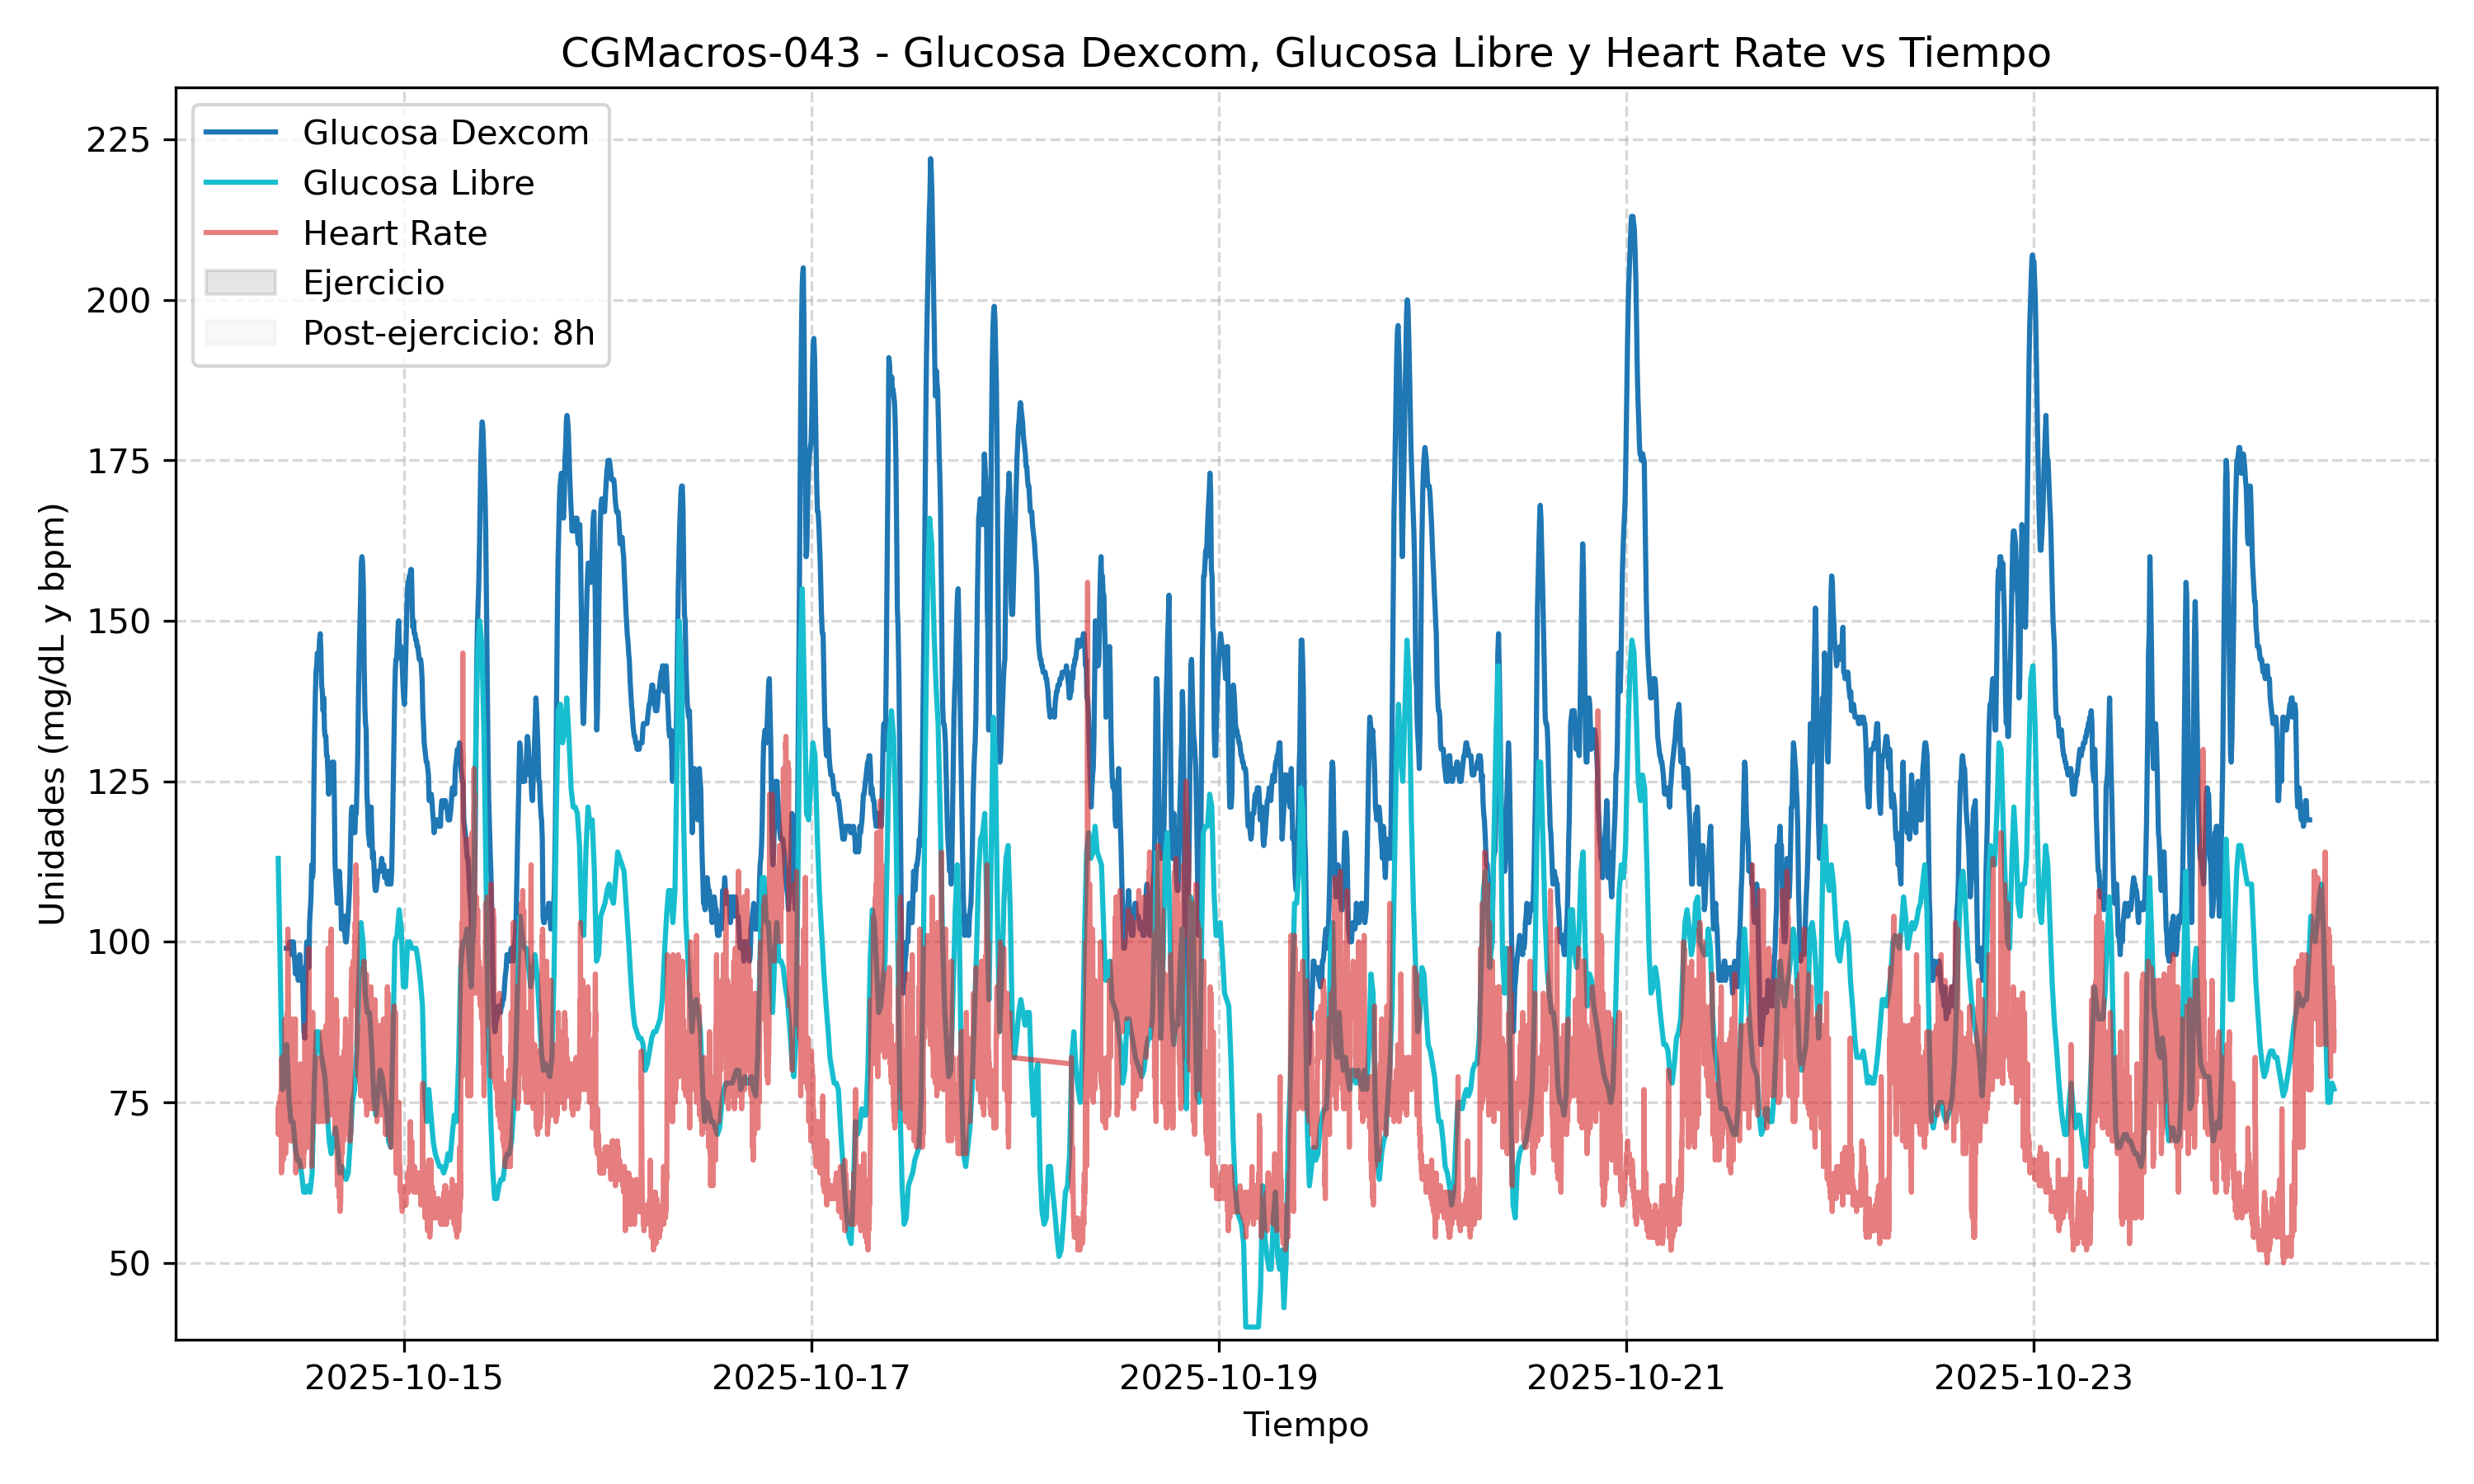 CGMacros-043 - Glucosa Dexcom, Glucosa Libre y Heart Rate vs Tiempo
Glucosa Dexcom
Glucosa Libre
Heart Rate
Ejercicio
Post-ejercicio: 8h
Unidades (mg/dL y bpm)
225
200
175
150
125
100
75
50
2025-10-15
2025-10-17
2025-10-19
2025-10-21
2025-10-23
Tiempo